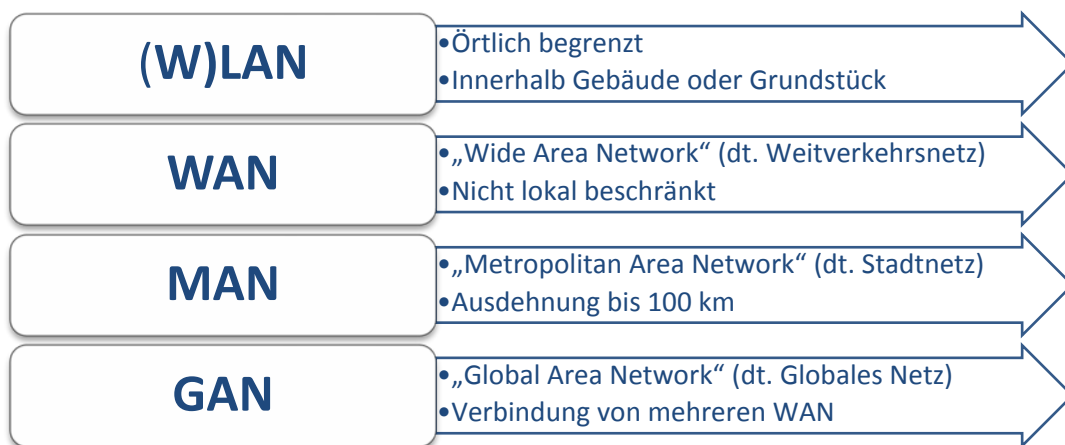 (W)LAN
•Örtlich begrenzt
•Innerhalb Gebäude oder Grundstück
WAN
•„Wide Area Network“ (dt. Weitverkehrsnetz)
•Nicht lokal beschränkt
MAN
•„Metropolitan Area Network“ (dt. Stadtnetz)
•Ausdehnung bis 100 km
GAN
•„Global Area Network“ (dt. Globales Netz)
•Verbindung von mehreren WAN